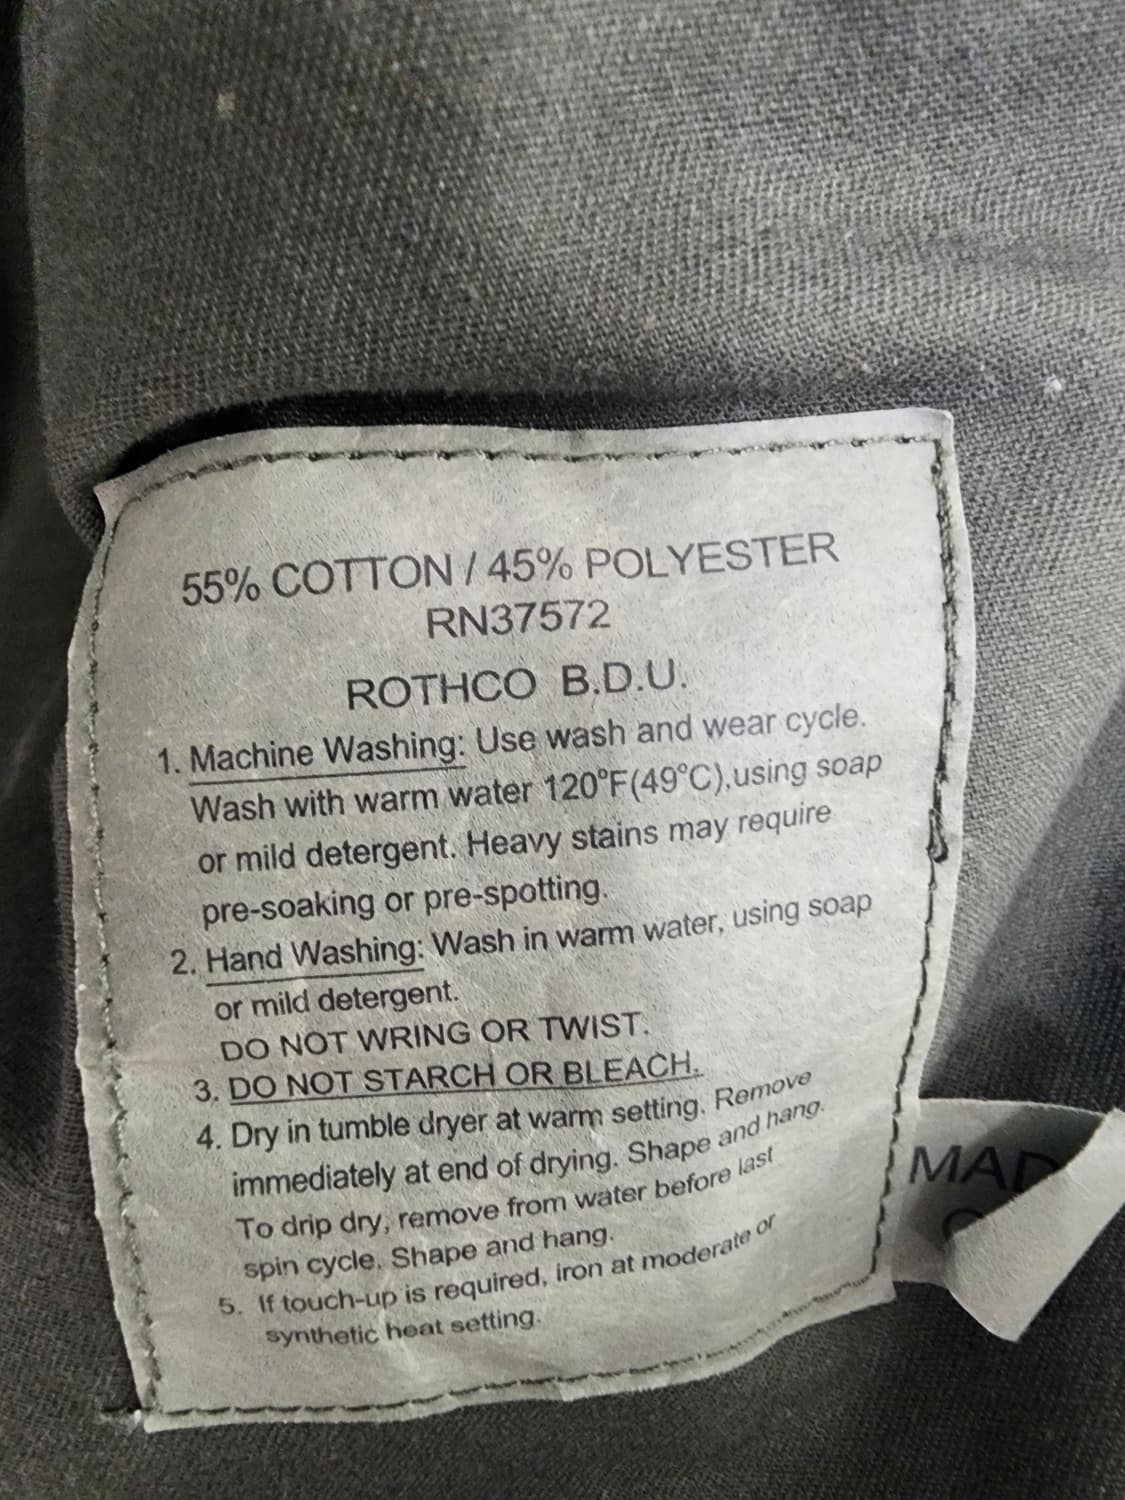 55% COTTON / 45% POLYESTER
RN37572
ROTHCO B.D.U.
1. Machine Washing: Use wash and wear cycle.
Wash with warm water 120°F(49°C),using soap
or mild detergent. Heavy stains may require
pre-soaking or pre-spotting.
2. Hand Washing: Wash in warm water, using soap
or mild detergent.
DO NOT WRING OR TWIST.
3. DO NOT STARCH OR BLEACH.
4. Dry in tumble dryer at warm setting. Remove
immediately at end of drying. Shape and hang.
To drip dry, remove from water before last
spin cycle. Shape and hang.
5. If touch-up is required, iron at moderate or
synthetic heat setting.